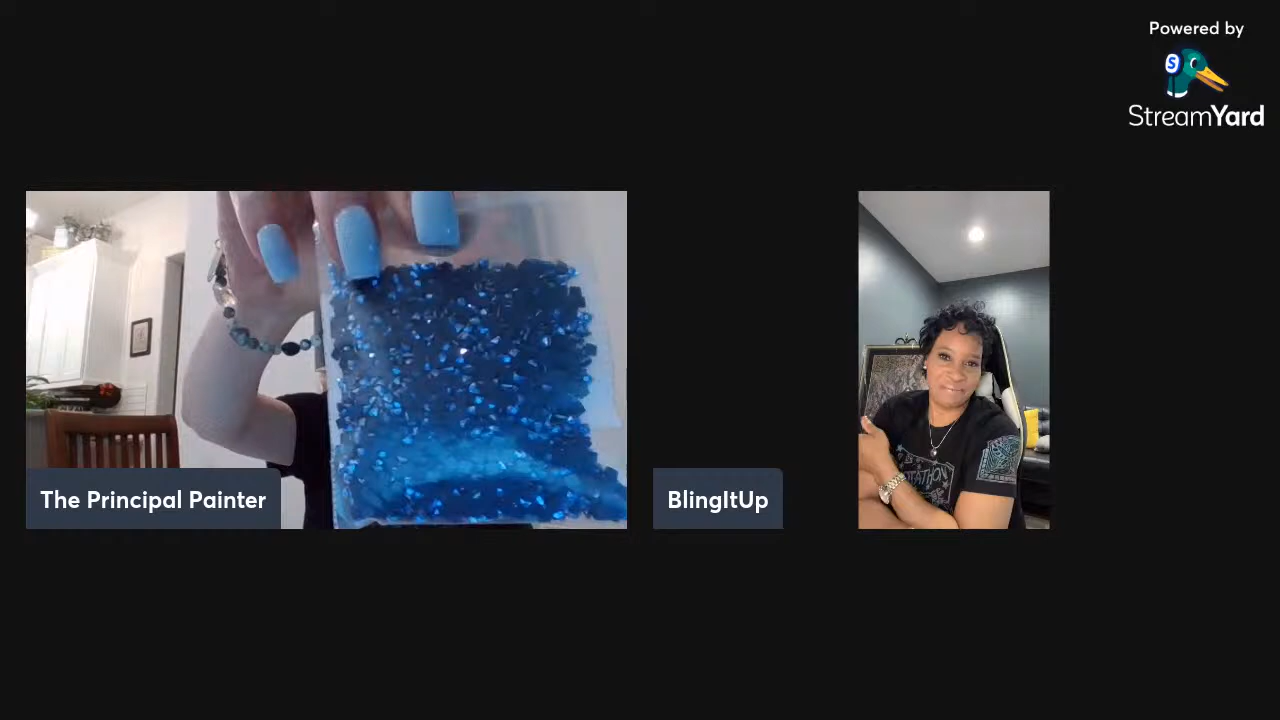 Powered by
S
StreamYard
The Principal Painter
BlingItUp